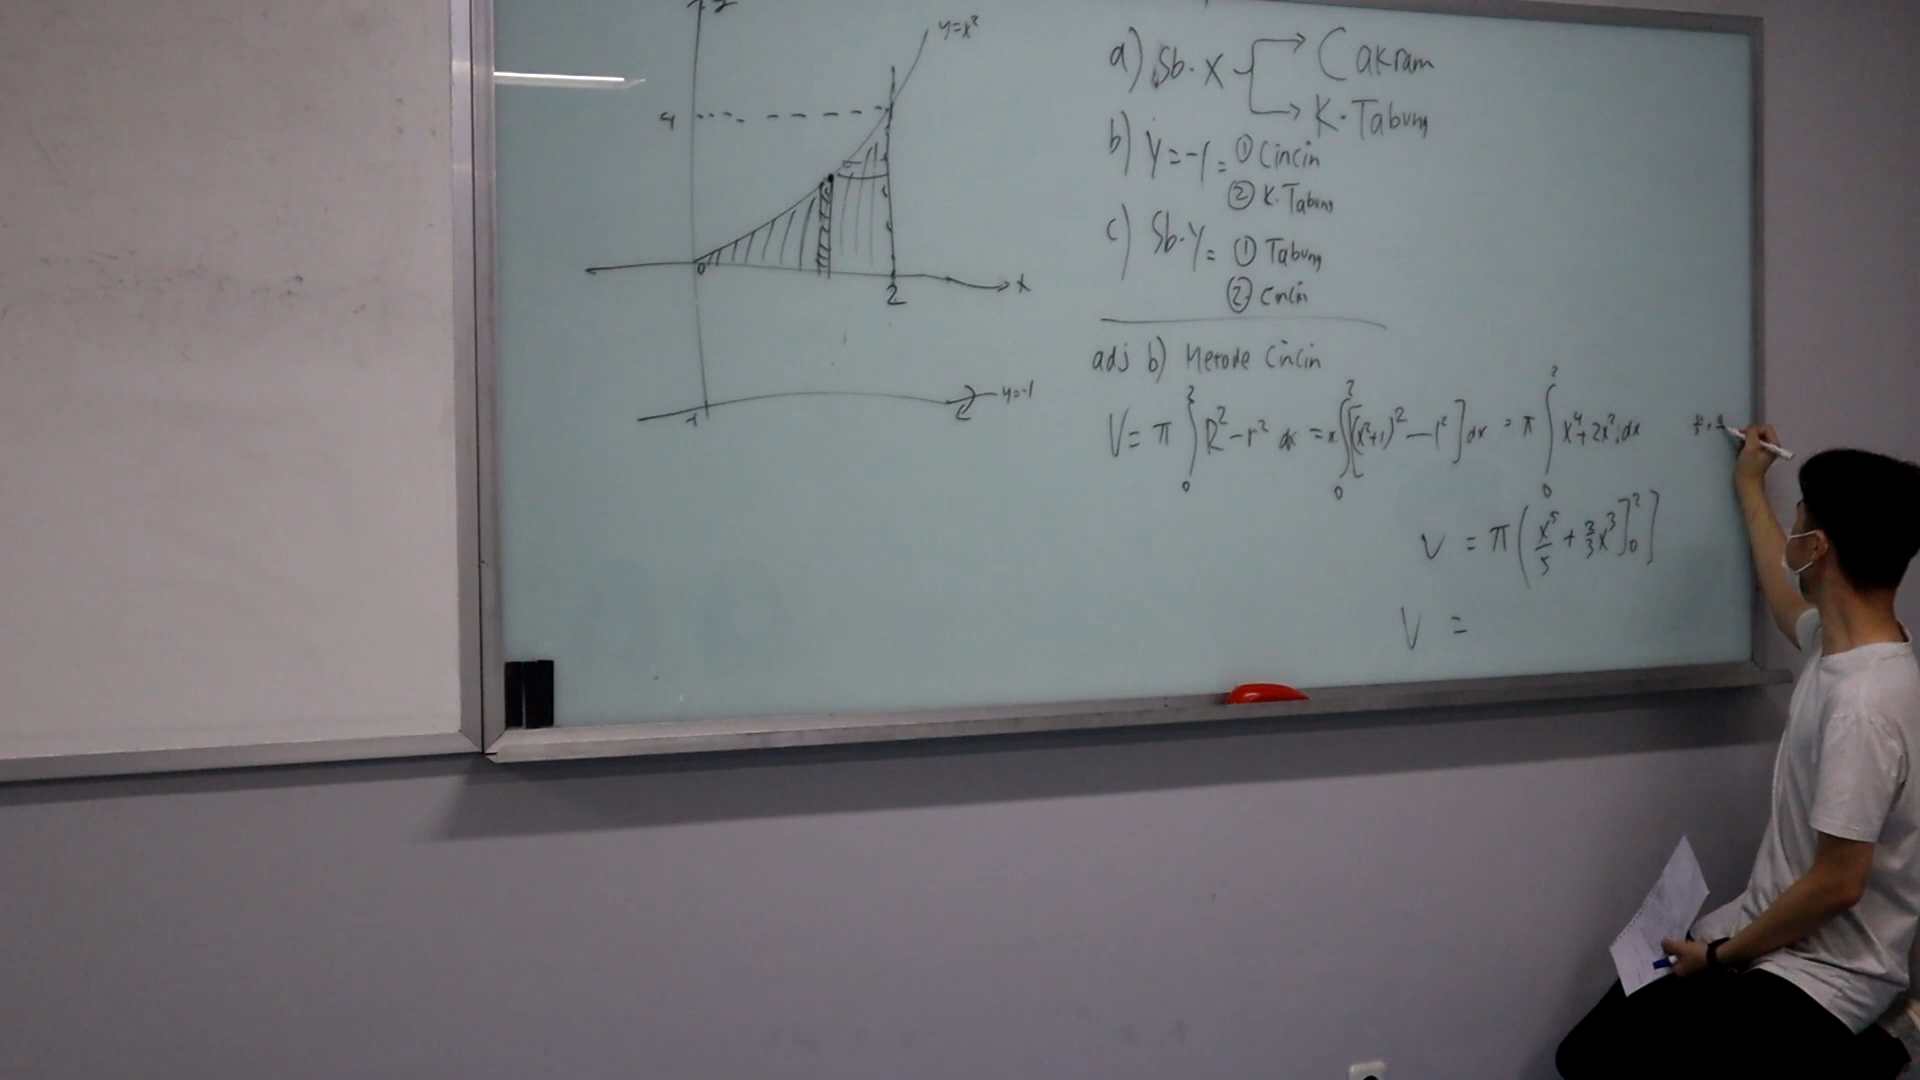 y=x²
4
0
2
x
-1
y=-1
a) Sb. X → Cakram
→ K. Tabung
b) y = -1 = ① Cincin
② K. Tabung
c) Sb. Y = ① Tabung
② Cincin
adj b) Metode Cincin
V = π ∫₀² R² - r² dx = π ∫₀² [(x²+1)² - 1²] dx = π ∫₀² x⁴ + 2x² dx
V = π ( x⁵/5 + 2/3 x³ ]₀² ]
V =